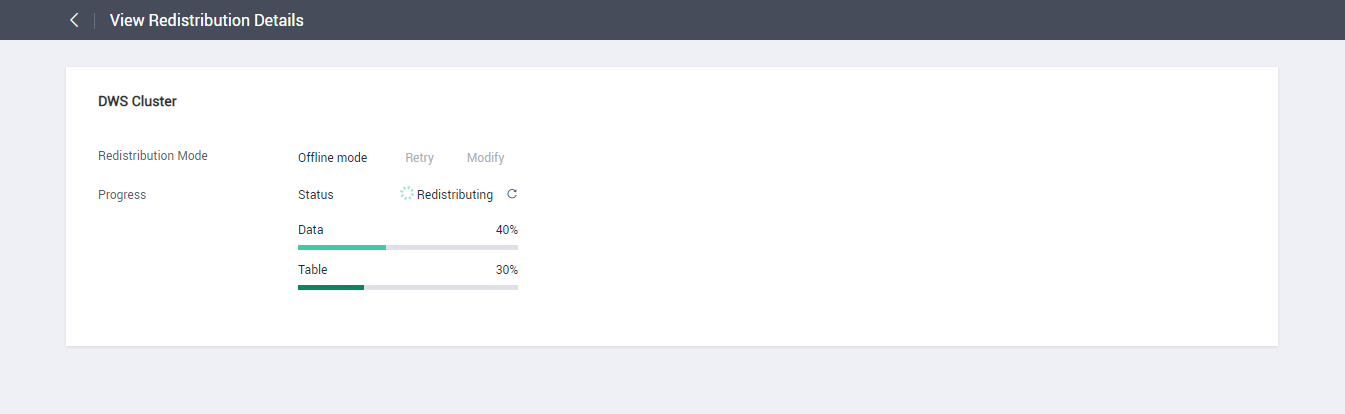 View Redistribution Details
DWS Cluster
Redistribution Mode Offline mode Retry Modify
Progress Status Redistributing
Data 40%
Table 30%